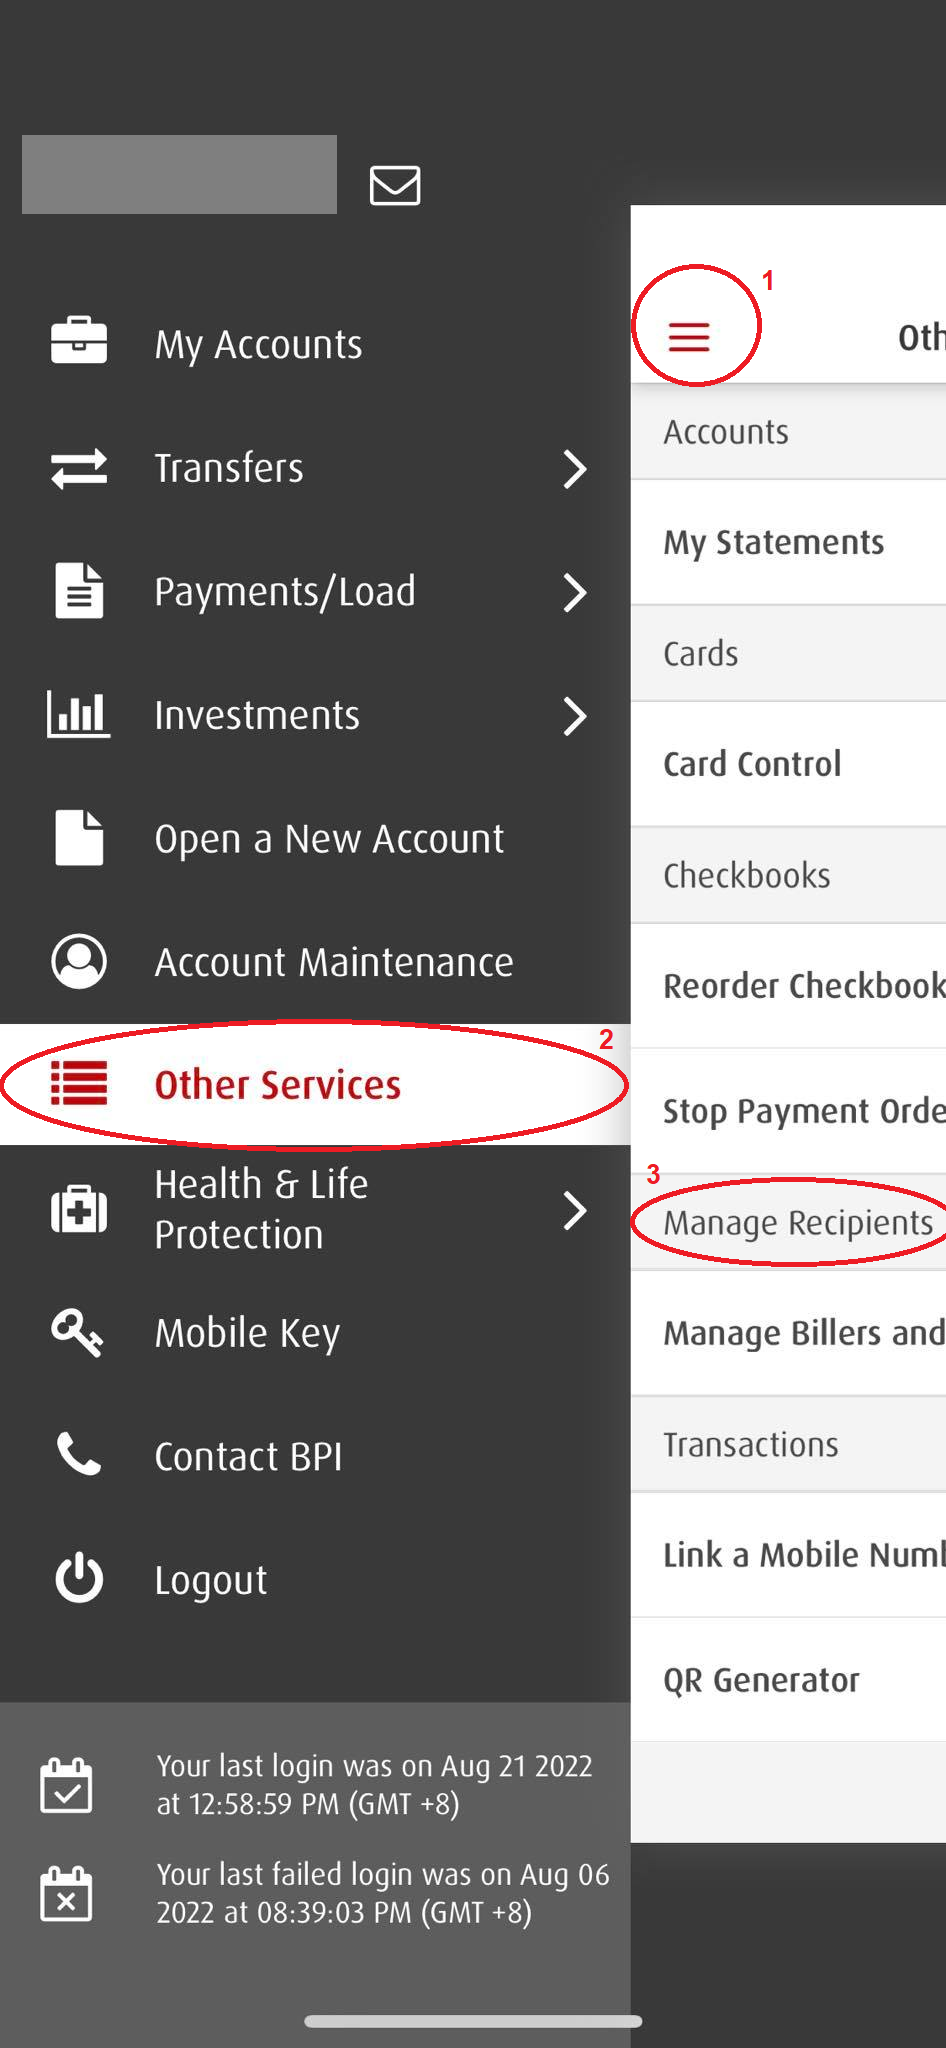 My Accounts
Transfers
Payments/Load
Investments
Open a New Account
Account Maintenance
2
Other Services
Health & Life
Protection
Mobile Key
Contact BPI
Logout
Your last login was on Aug 21 2022
at 12:58:59 PM (GMT +8)
Your last failed login was on Aug 06
2022 at 08:39:03 PM (GMT +8)
1
Oth
Accounts
My Statements
Cards
Card Control
Checkbooks
Reorder Checkbook
Stop Payment Orde
3
Manage Recipients
Manage Billers and
Transactions
Link a Mobile Numb
QR Generator